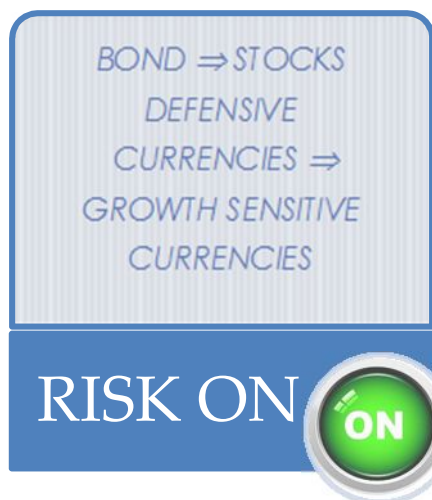 BOND ⇒ STOCKS
DEFENSIVE
CURRENCIES ⇒
GROWTH SENSITIVE
CURRENCIES
RISK ON
ON